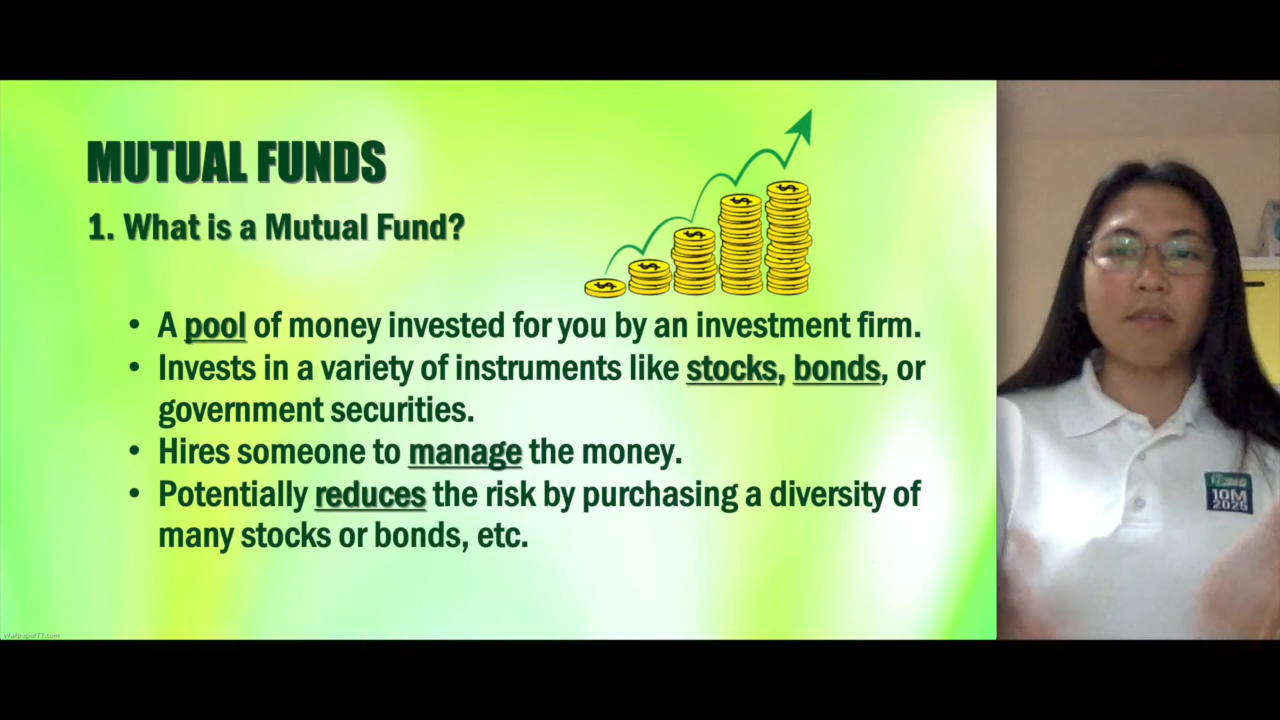 MUTUAL FUNDS
1. What is a Mutual Fund?
• A pool of money invested for you by an investment firm.
• Invests in a variety of instruments like stocks, bonds, or
government securities.
• Hires someone to manage the money.
• Potentially reduces the risk by purchasing a diversity of
many stocks or bonds, etc.
Wallpaper77.com
10M
2025